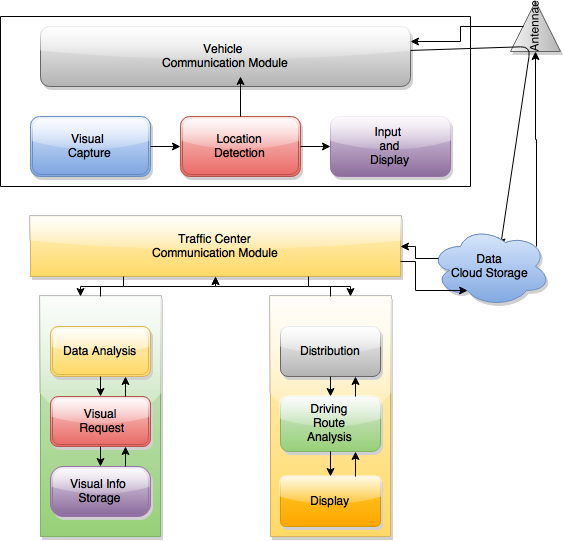 Antennae
Vehicle
Communication Module
Visual
Capture
Location
Detection
Input
and
Display
Traffic Center
Communication Module
Data
Cloud Storage
Data Analysis
Visual
Request
Visual Info
Storage
Distribution
Driving
Route
Analysis
Display